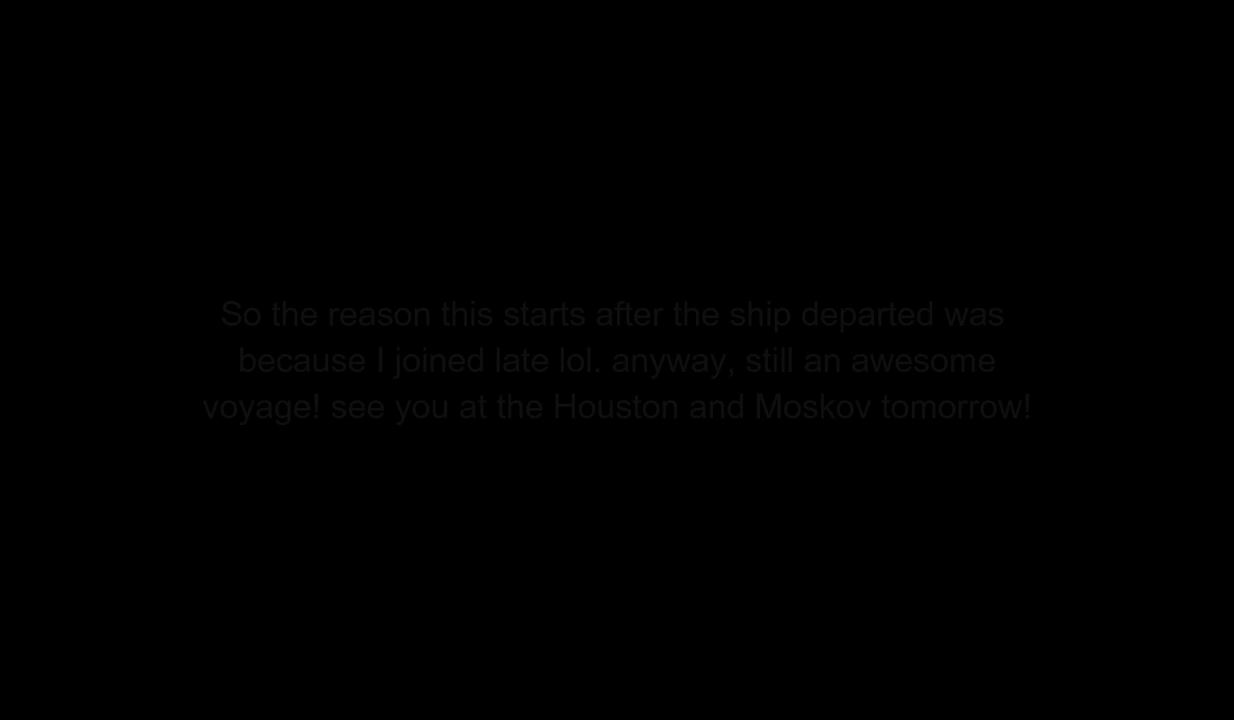 So the reason this starts after the ship departed was
because I joined late lol. anyway, still an awesome
voyage! see you at the Houston and Moskov tomorrow!